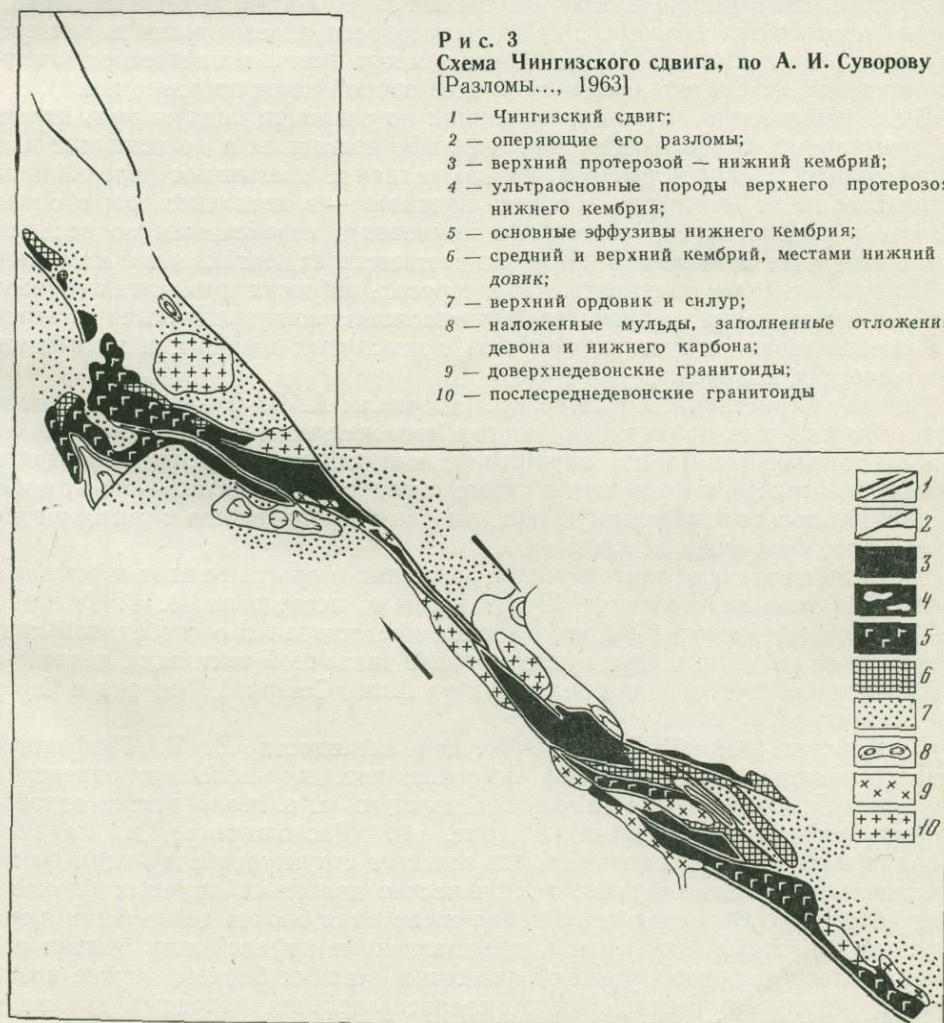 Рис. 3
Схема Чингизского сдвига, по А. И. Суворову
[Разломы..., 1963]
1 — Чингизский сдвиг;
2 — оперяющие его разломы;
3 — верхний протерозой — нижний кембрий;
4 — ультраосновные породы верхнего протерозоя
нижнего кембрия;
5 — основные эффузивы нижнего кембрия;
6 — средний и верхний кембрий, местами нижний
довик;
7 — верхний ордовик и силур;
8 — наложенные мульды, заполненные отложени
девона и нижнего карбона;
9 — доверхнедевонские гранитоиды;
10 — послесреднедевонские гранитоиды
1
2
3
4
5
6
7
8
9
10